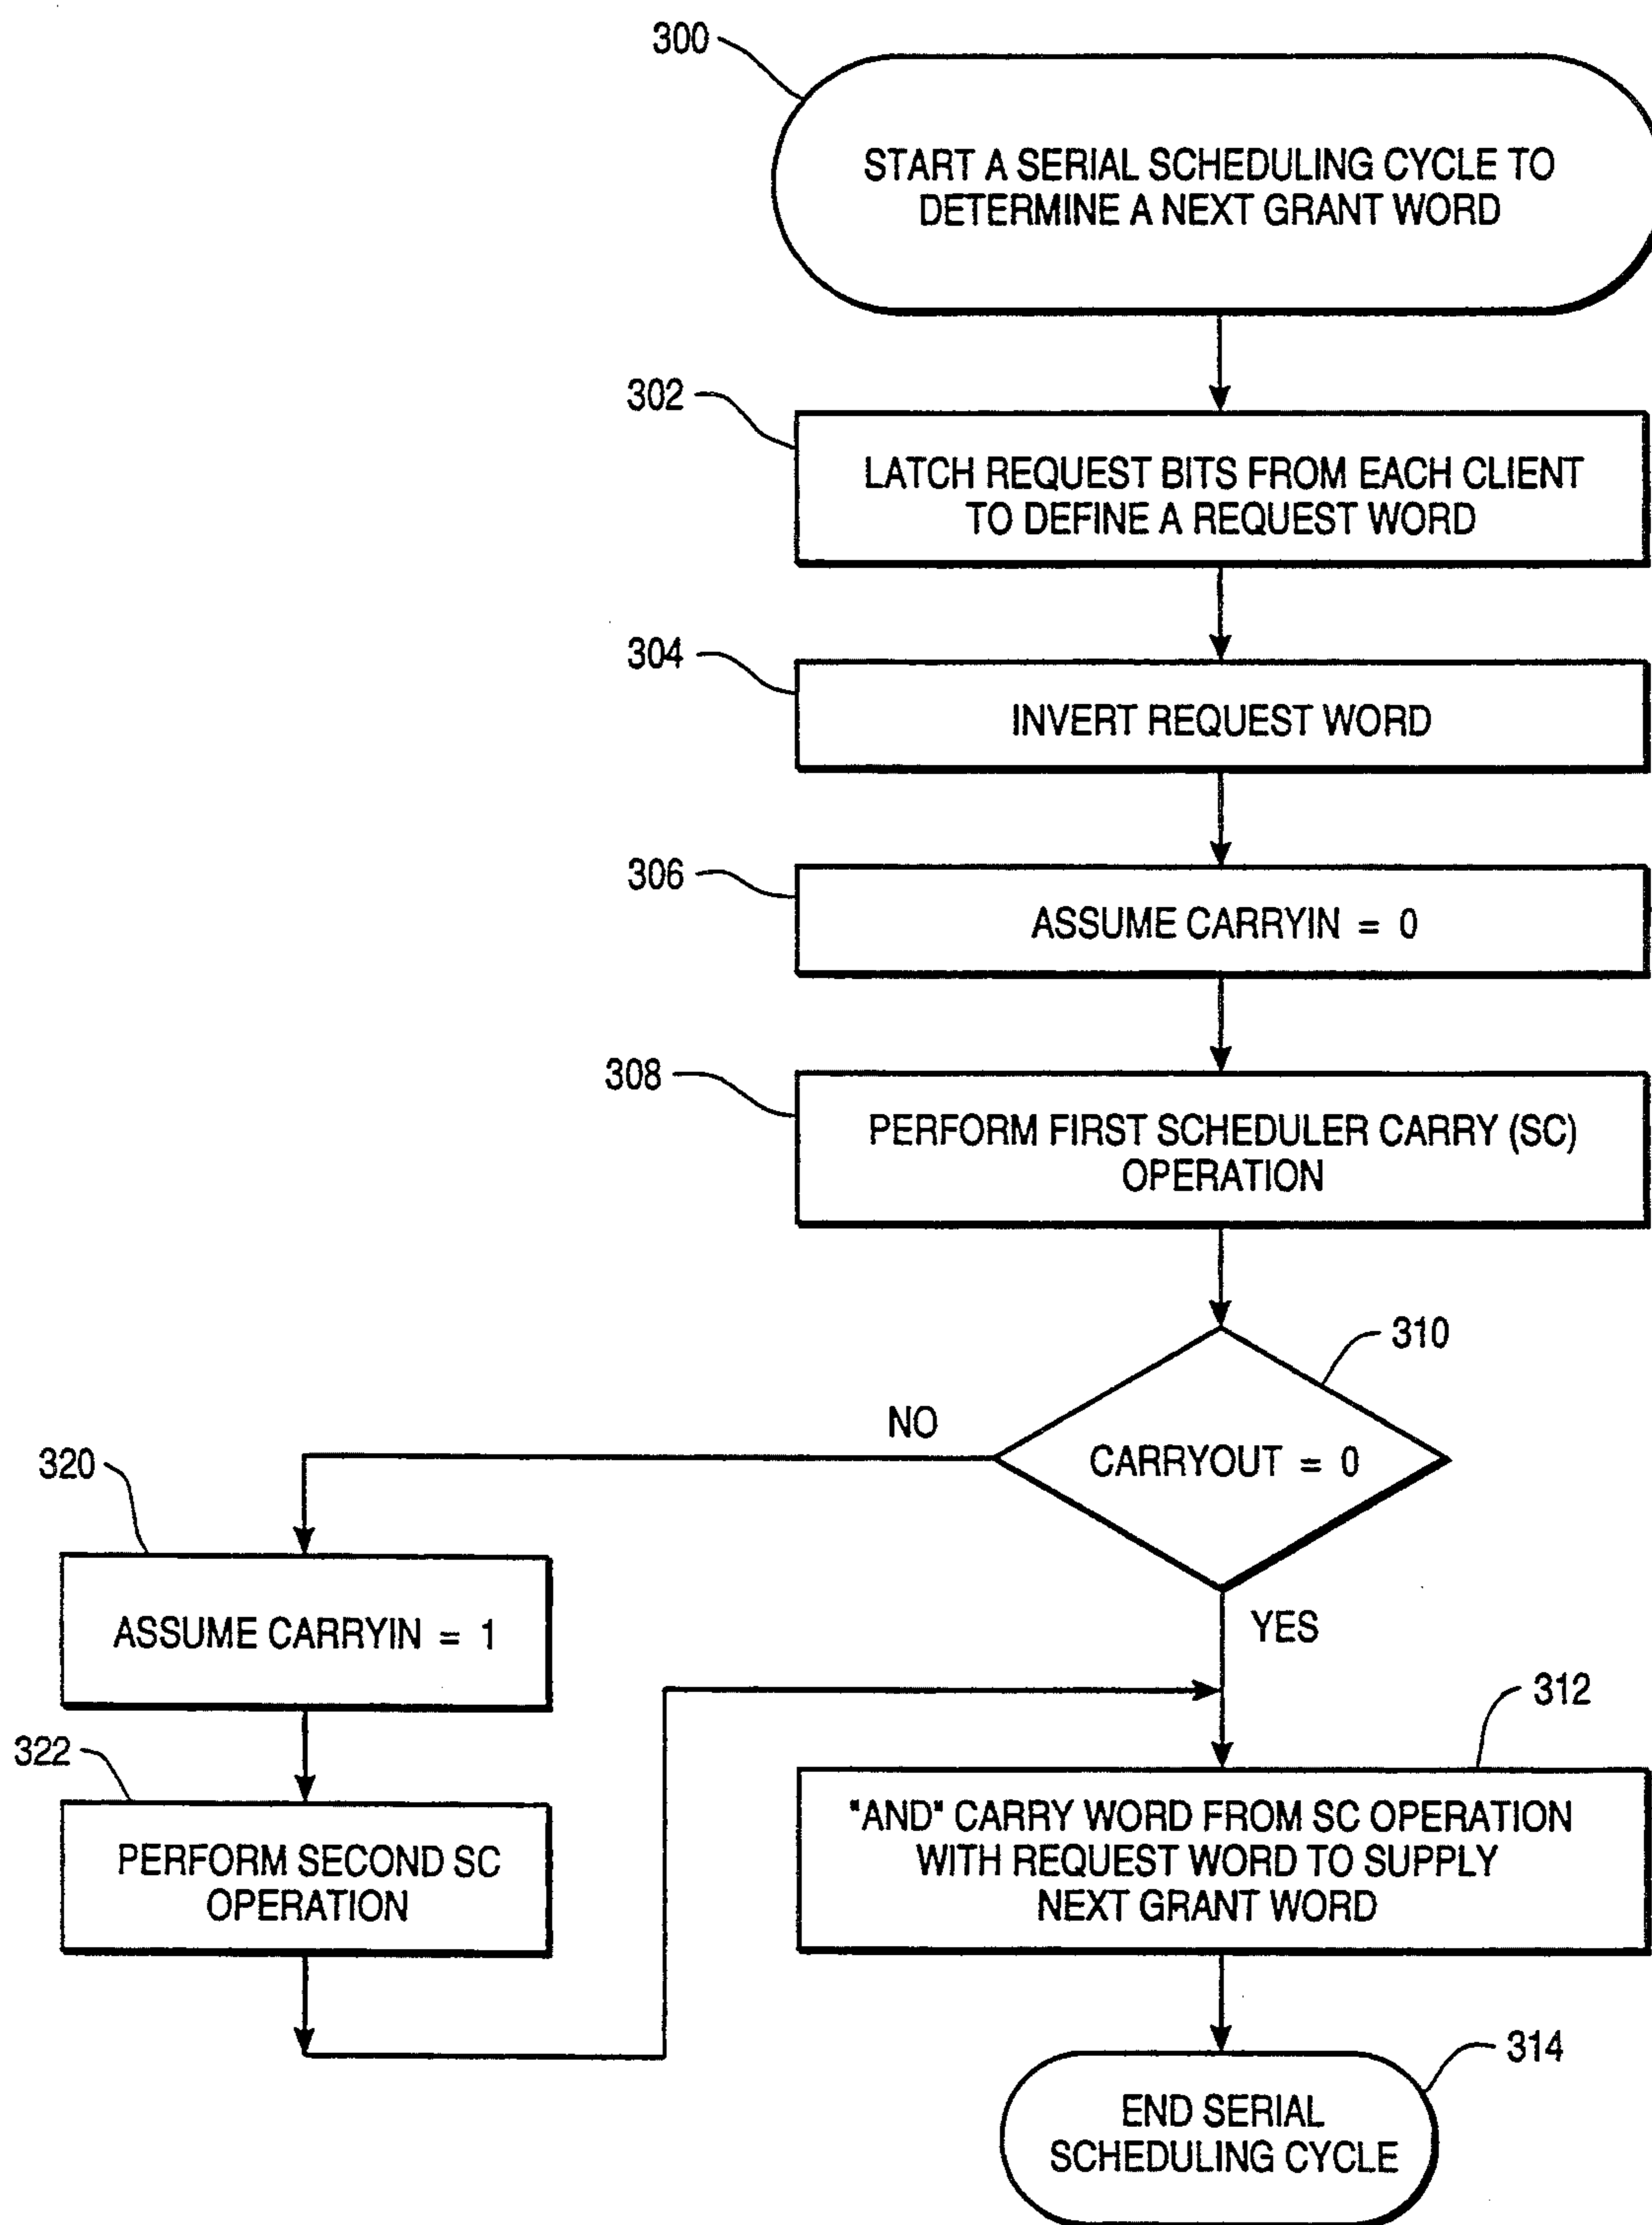 300
START A SERIAL SCHEDULING CYCLE TO
DETERMINE A NEXT GRANT WORD
302
LATCH REQUEST BITS FROM EACH CLIENT
TO DEFINE A REQUEST WORD
304
INVERT REQUEST WORD
306
ASSUME CARRYIN = 0
308
PERFORM FIRST SCHEDULER CARRY (SC)
OPERATION
310
CARRYOUT = 0
NO
YES
320
ASSUME CARRYIN = 1
322
PERFORM SECOND SC
OPERATION
312
"AND" CARRY WORD FROM SC OPERATION
WITH REQUEST WORD TO SUPPLY
NEXT GRANT WORD
314
END SERIAL
SCHEDULING CYCLE